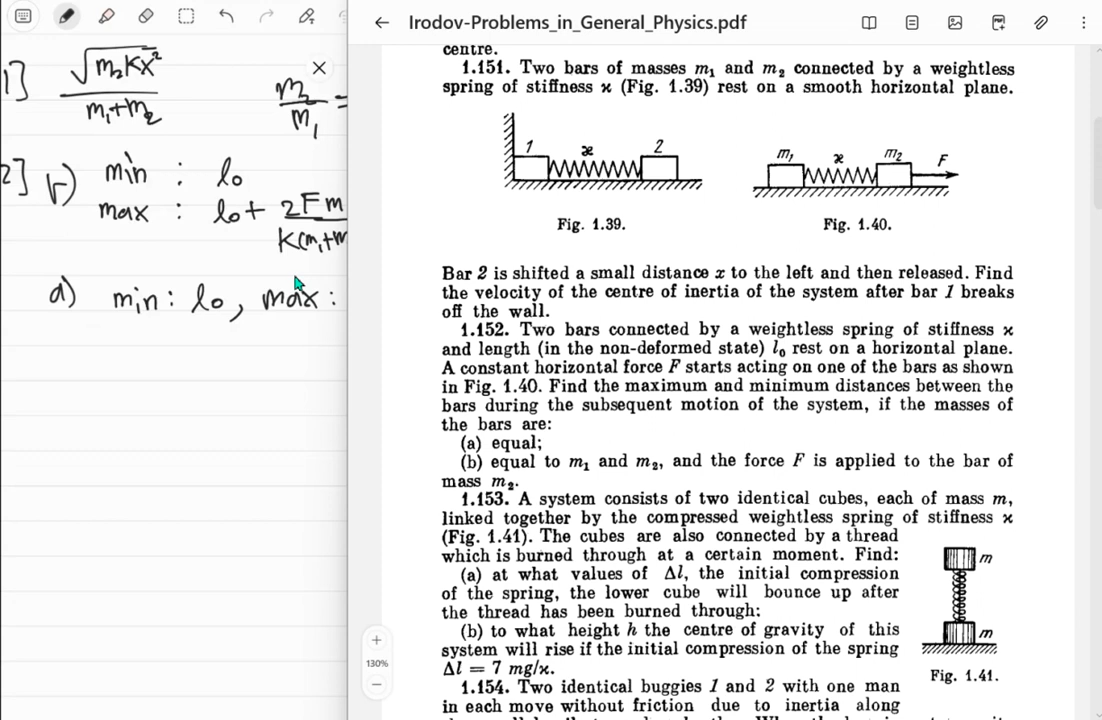 Irodov-Problems_in_General_Physics.pdf
1] √m₂Kx² / m₁+m₂
m₂/m₁ =
2] b) min : l₀
max : l₀ + 2Fm / K(m₁+m
a) min : l₀, max :
centre.
1.151. Two bars of masses m₁ and m₂ connected by a weightless
spring of stiffness ϰ (Fig. 1.39) rest on a smooth horizontal plane.
1 ϰ 2
m₁ ϰ m₂ F
Fig. 1.39. Fig. 1.40.
Bar 2 is shifted a small distance x to the left and then released. Find
the velocity of the centre of inertia of the system after bar 1 breaks
off the wall.
1.152. Two bars connected by a weightless spring of stiffness ϰ
and length (in the non-deformed state) l₀ rest on a horizontal plane.
A constant horizontal force F starts acting on one of the bars as shown
in Fig. 1.40. Find the maximum and minimum distances between the
bars during the subsequent motion of the system, if the masses of
the bars are:
(a) equal;
(b) equal to m₁ and m₂, and the force F is applied to the bar of
mass m₂.
1.153. A system consists of two identical cubes, each of mass m,
linked together by the compressed weightless spring of stiffness ϰ
(Fig. 1.41). The cubes are also connected by a thread
which is burned through at a certain moment. Find:
(a) at what values of Δl, the initial compression
of the spring, the lower cube will bounce up after
the thread has been burned through:
(b) to what height h the centre of gravity of this
system will rise if the initial compression of the spring
Δl = 7 mg/ϰ.
m
m
Fig. 1.41.
1.154. Two identical buggies 1 and 2 with one man
in each move without friction due to inertia along
130%